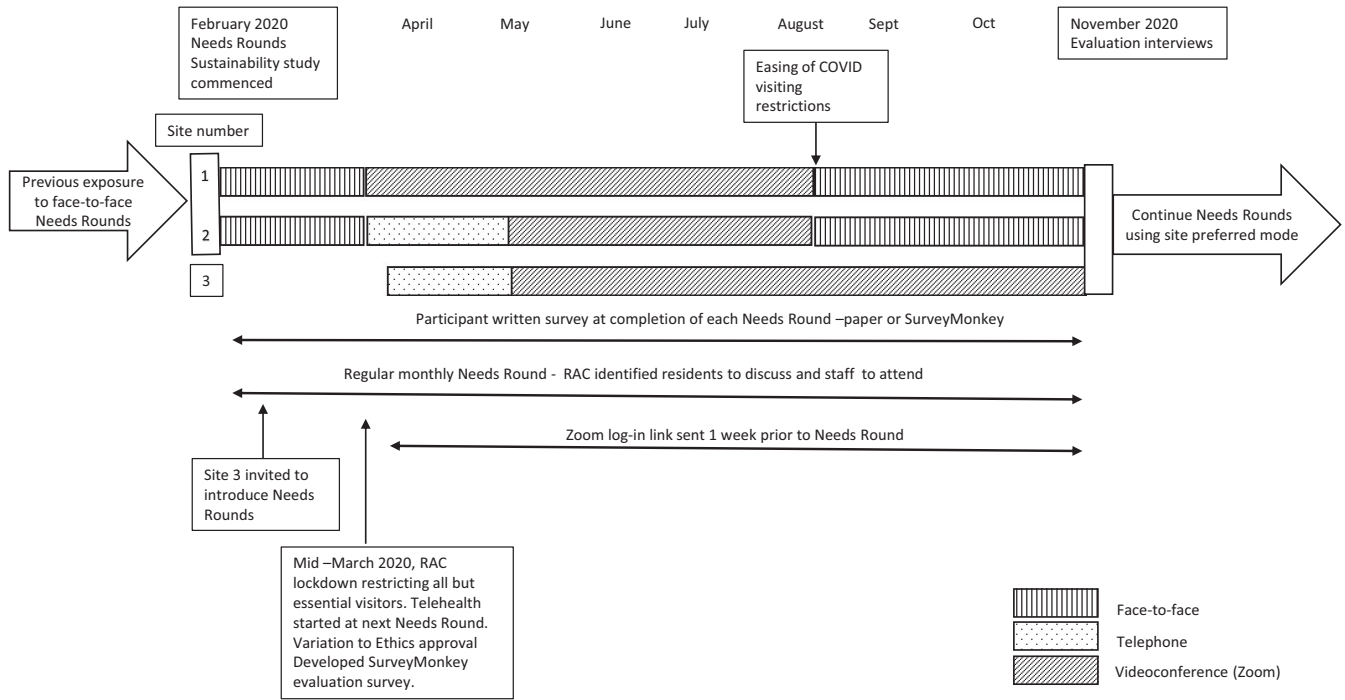 February 2020
Needs Rounds
Sustainability study
commenced
April
May
June
July
August
Sept
Oct
November 2020
Evaluation interviews
Easing of COVID
visiting
restrictions
Site number
Previous exposure
to face-to-face
Needs Rounds
1
2
3
Continue Needs Rounds
using site preferred mode
Participant written survey at completion of each Needs Round –paper or SurveyMonkey
Regular monthly Needs Round - RAC identified residents to discuss and staff to attend
Zoom log-in link sent 1 week prior to Needs Round
Site 3 invited to
introduce Needs
Rounds
Mid –March 2020, RAC
lockdown restricting all but
essential visitors. Telehealth
started at next Needs Round.
Variation to Ethics approval
Developed SurveyMonkey
evaluation survey.
Face-to-face
Telephone
Videoconference (Zoom)